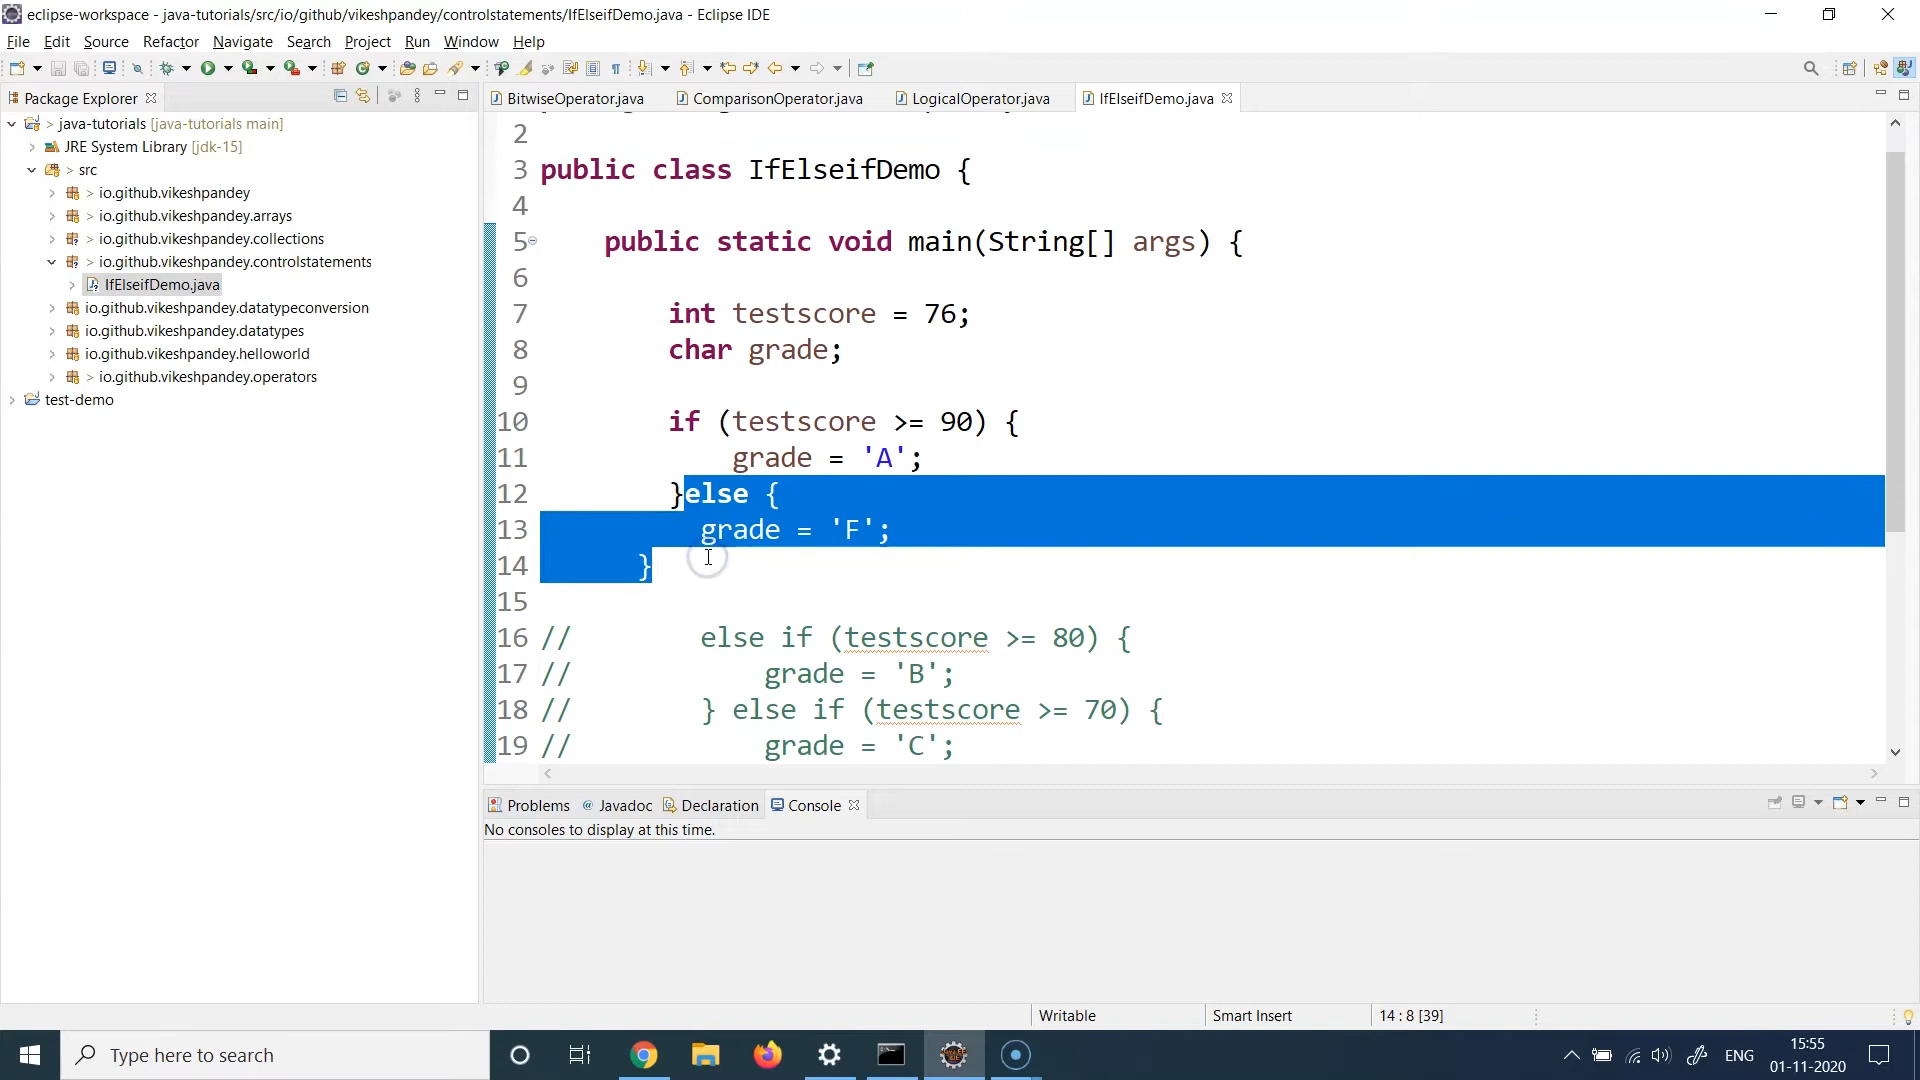 eclipse-workspace - java-tutorials/src/io/github/vikeshpandey/controlstatements/IfElseifDemo.java - Eclipse IDE
File Edit Source Refactor Navigate Search Project Run Window Help
Package Explorer
> java-tutorials [java-tutorials main]
JRE System Library [jdk-15]
> src
> io.github.vikeshpandey
> io.github.vikeshpandey.arrays
> io.github.vikeshpandey.collections
> io.github.vikeshpandey.controlstatements
IfElseifDemo.java
io.github.vikeshpandey.datatypeconversion
io.github.vikeshpandey.datatypes
io.github.vikeshpandey.helloworld
> io.github.vikeshpandey.operators
test-demo
BitwiseOperator.java ComparisonOperator.java LogicalOperator.java IfElseifDemo.java
2
3 public class IfElseifDemo {
4
5 public static void main(String[] args) {
6
7 int testscore = 76;
8 char grade;
9
10 if (testscore >= 90) {
11 grade = 'A';
12 }else {
13 grade = 'F';
14 }
15
16 // else if (testscore >= 80) {
17 // grade = 'B';
18 // } else if (testscore >= 70) {
19 // grade = 'C';
Problems @ Javadoc Declaration Console
No consoles to display at this time.
Writable Smart Insert 14 : 8 [39]
Type here to search
ENG
15:55
01-11-2020